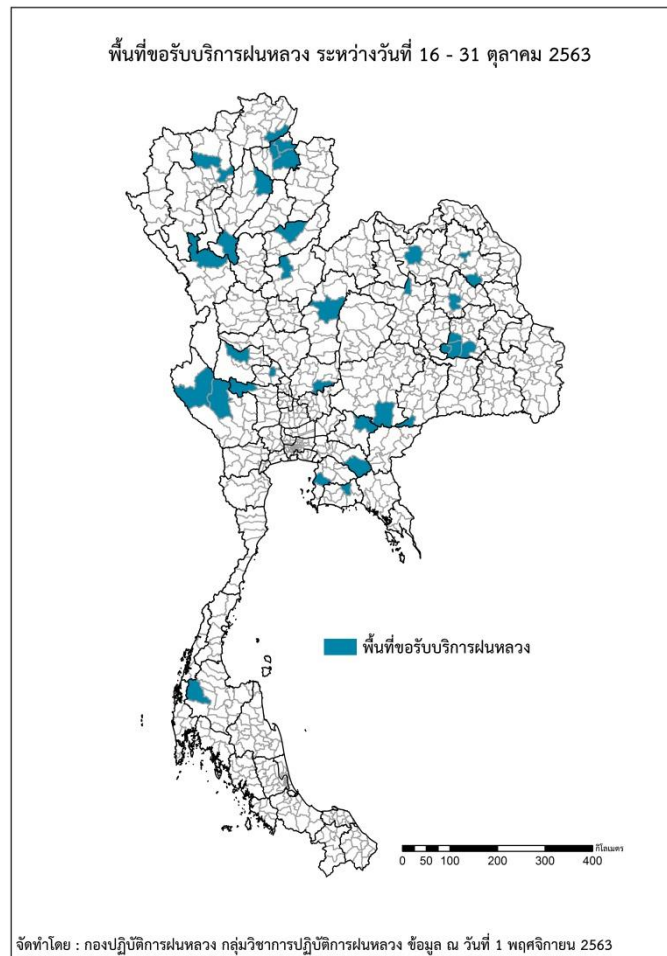 พื้นที่ขอรับบริการฝนหลวง ระหว่างวันที่ 16 - 31 ตุลาคม 2563
พื้นที่ขอรับบริการฝนหลวง
กิโลเมตร
0 50 100 200 300 400
จัดทำโดย : กองปฏิบัติการฝนหลวง กลุ่มวิชาการปฏิบัติการฝนหลวง ข้อมูล ณ วันที่ 1 พฤศจิกายน 2563